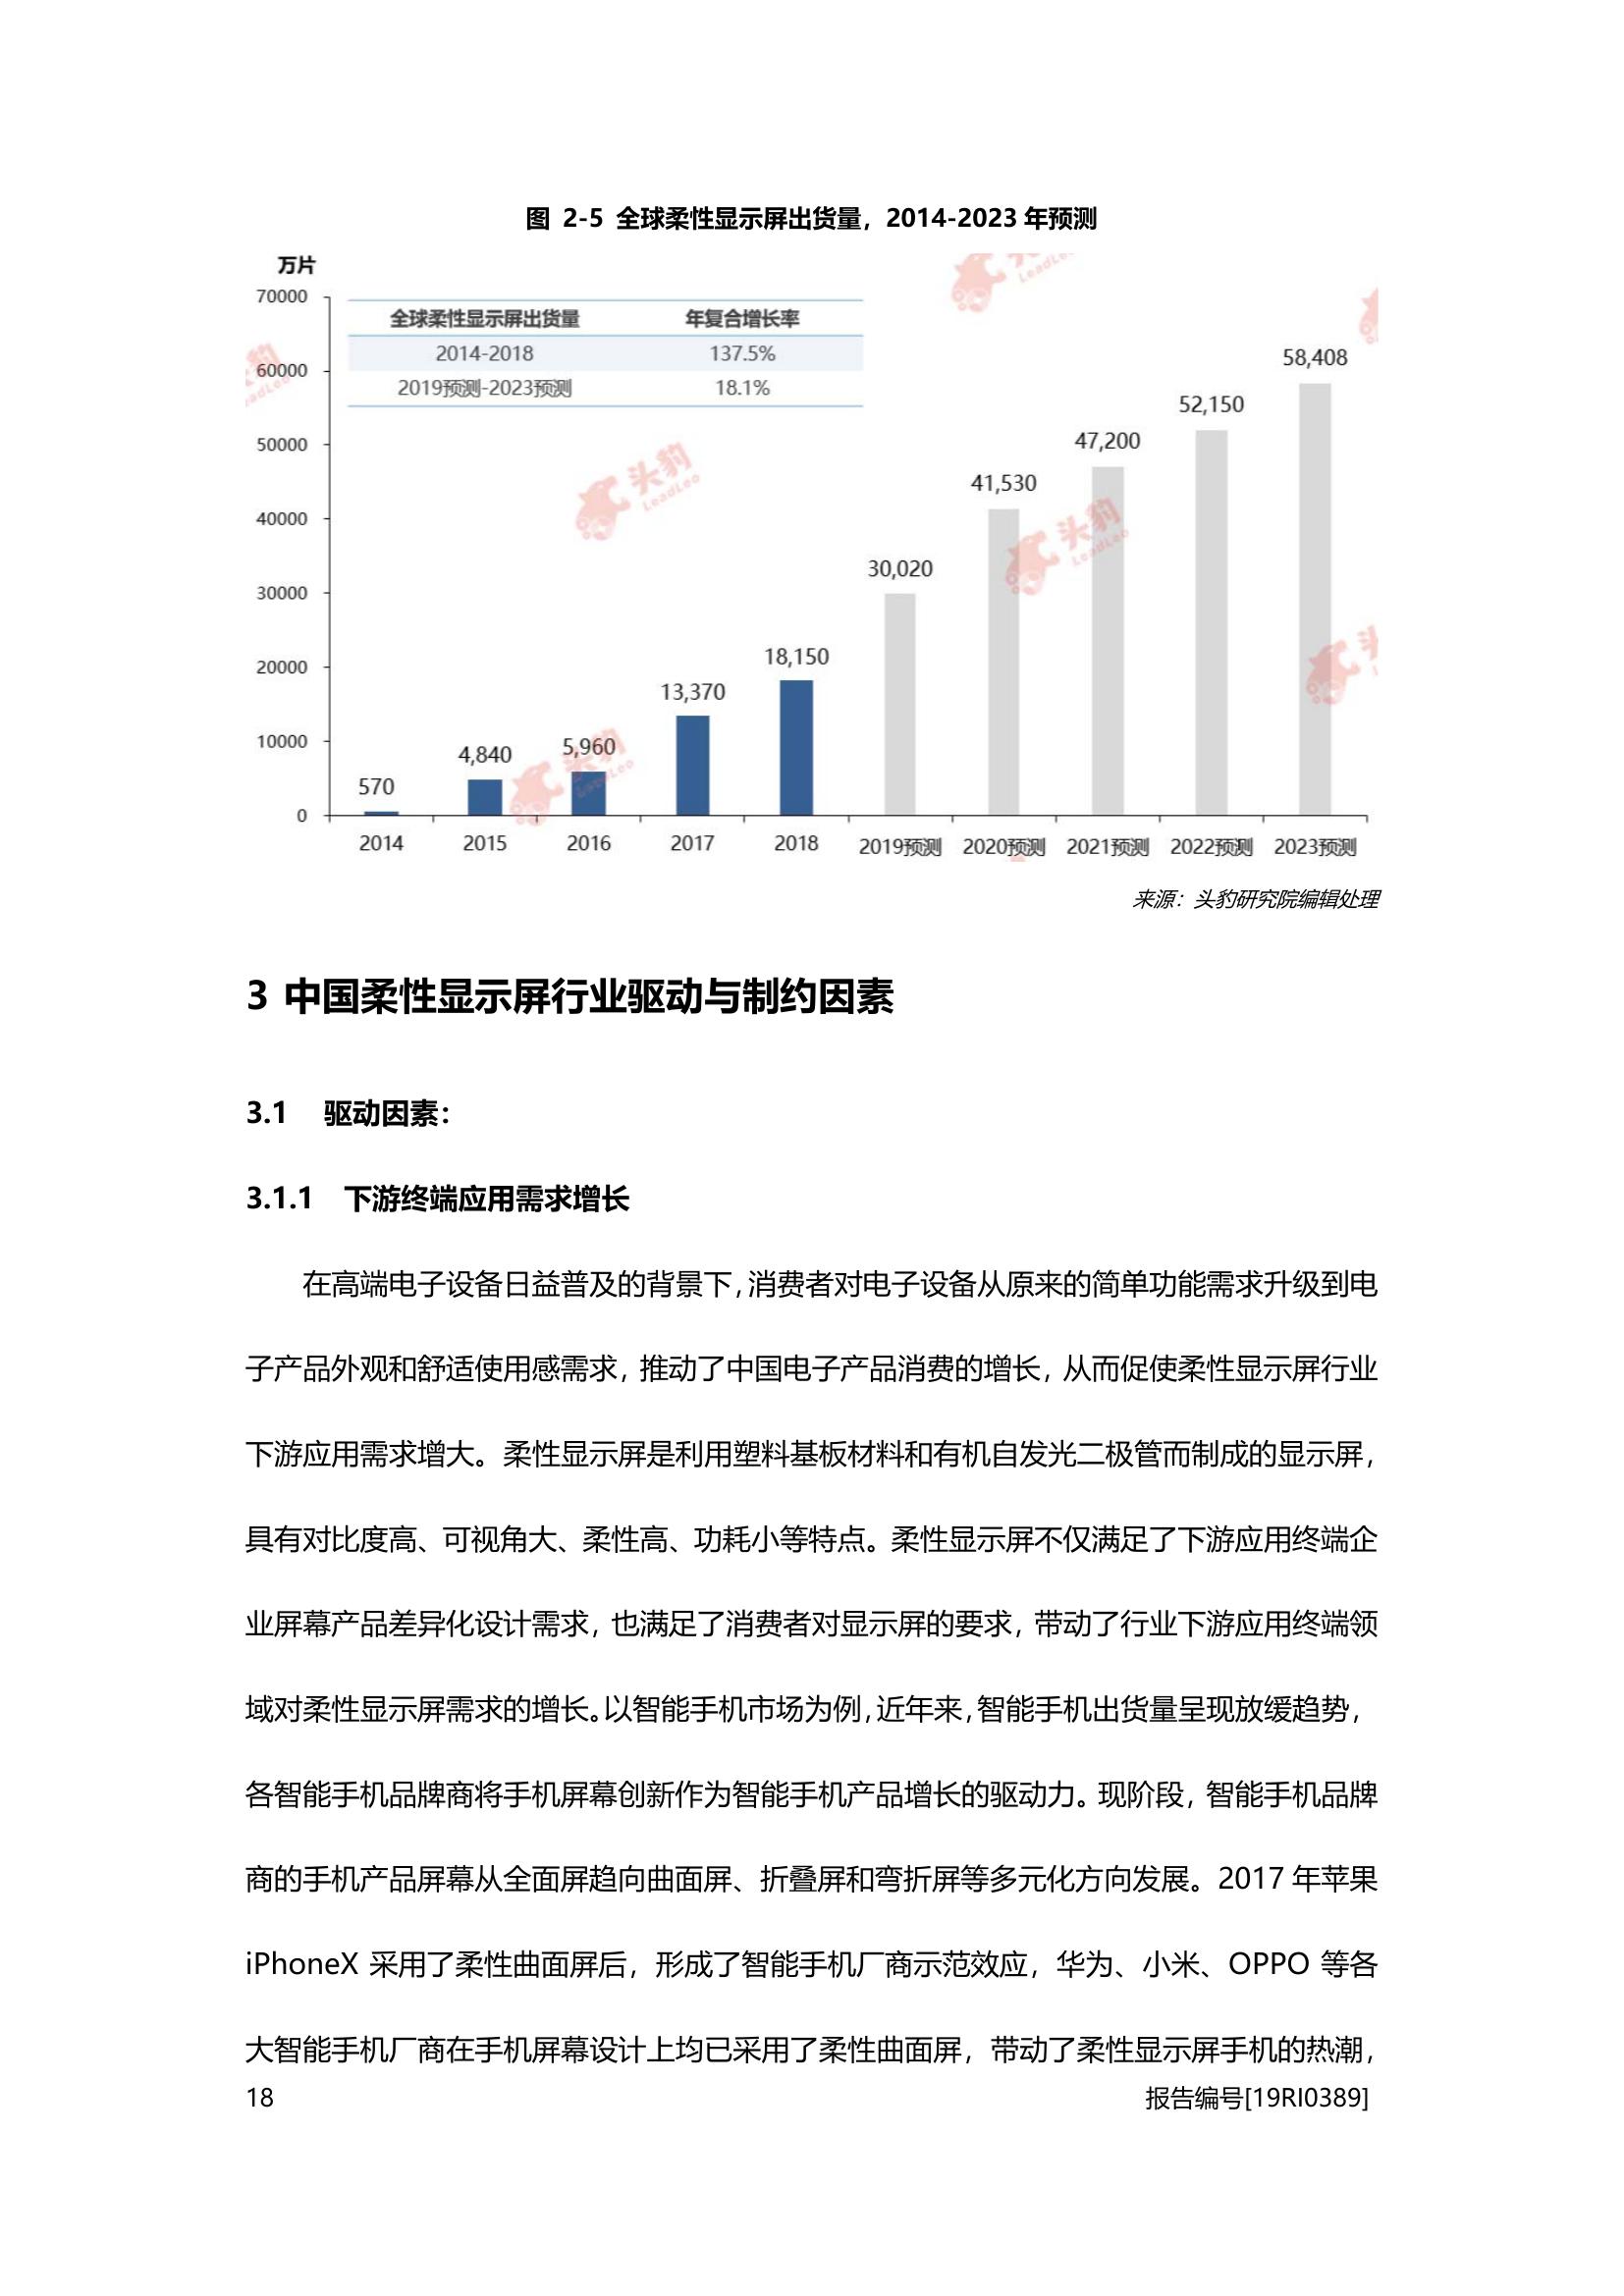 图 2-5 全球柔性显示屏出货量，2014-2023 年预测
万片
70000
60000
50000
40000
30000
20000
10000
0
全球柔性显示屏出货量 年复合增长率
2014-2018 137.5%
2019预测-2023预测 18.1%
570
4,840
5,960
13,370
18,150
30,020
41,530
47,200
52,150
58,408
2014 2015 2016 2017 2018 2019预测 2020预测 2021预测 2022预测 2023预测
头豹
LeadLeo
来源：头豹研究院编辑处理
3 中国柔性显示屏行业驱动与制约因素
3.1 驱动因素：
3.1.1 下游终端应用需求增长
在高端电子设备日益普及的背景下，消费者对电子设备从原来的简单功能需求升级到电
子产品外观和舒适使用感需求，推动了中国电子产品消费的增长，从而促使柔性显示屏行业
下游应用需求增大。柔性显示屏是利用塑料基板材料和有机自发光二极管而制成的显示屏，
具有对比度高、可视角大、柔性高、功耗小等特点。柔性显示屏不仅满足了下游应用终端企
业屏幕产品差异化设计需求，也满足了消费者对显示屏的要求，带动了行业下游应用终端领
域对柔性显示屏需求的增长。以智能手机市场为例，近年来，智能手机出货量呈现放缓趋势，
各智能手机品牌商将手机屏幕创新作为智能手机产品增长的驱动力。现阶段，智能手机品牌
商的手机产品屏幕从全面屏趋向曲面屏、折叠屏和弯折屏等多元化方向发展。2017 年苹果
iPhoneX 采用了柔性曲面屏后，形成了智能手机厂商示范效应，华为、小米、OPPO 等各
大智能手机厂商在手机屏幕设计上均已采用了柔性曲面屏，带动了柔性显示屏手机的热潮，
18 报告编号[19RI0389]